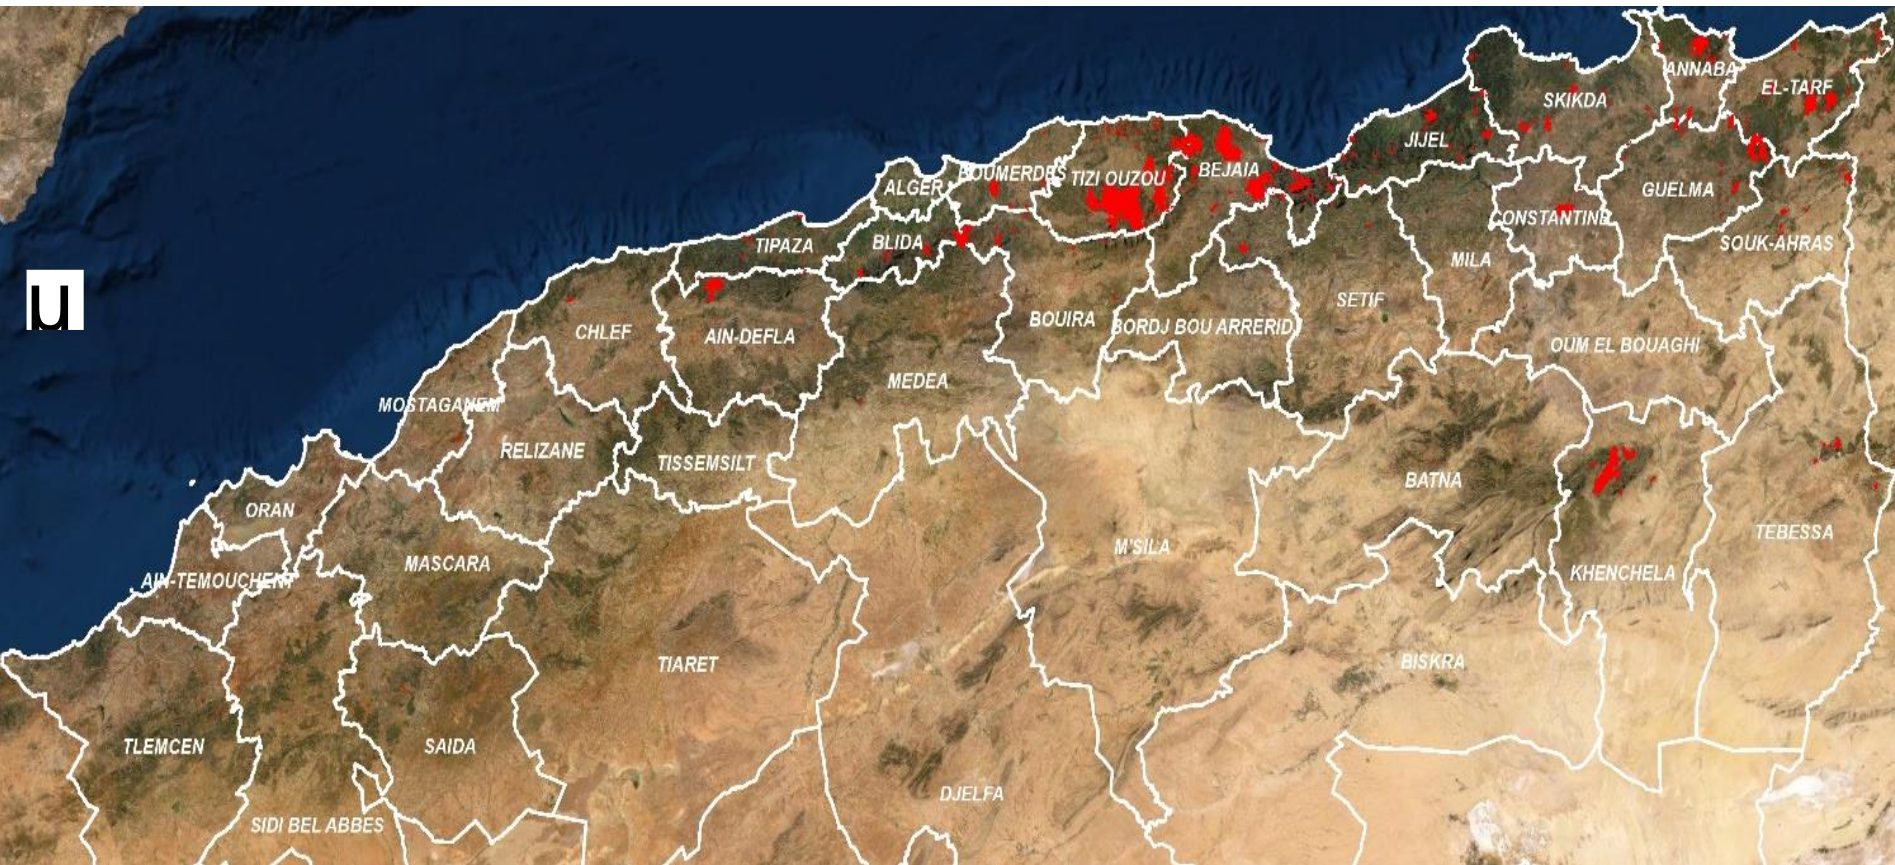 ANNABA
EL-TARF
SKIKDA
JIJEL
BOUMERDES
TIZI OUZOU
BEJAIA
ALGER
GUELMA
CONSTANTINE
TIPAZA
BLIDA
SOUK-AHRAS
MILA
u
SETIF
CHLEF
AIN-DEFLA
BOUIRA
BORDJ BOU ARRERIDJ
OUM EL BOUAGHI
MEDEA
MOSTAGANEM
RELIZANE
TISSEMSILT
BATNA
ORAN
TEBESSA
M'SILA
MASCARA
AIN-TEMOUCHENT
KHENCHELA
TIARET
BISKRA
TLEMCEN
SAIDA
DJELFA
SIDI BEL ABBES